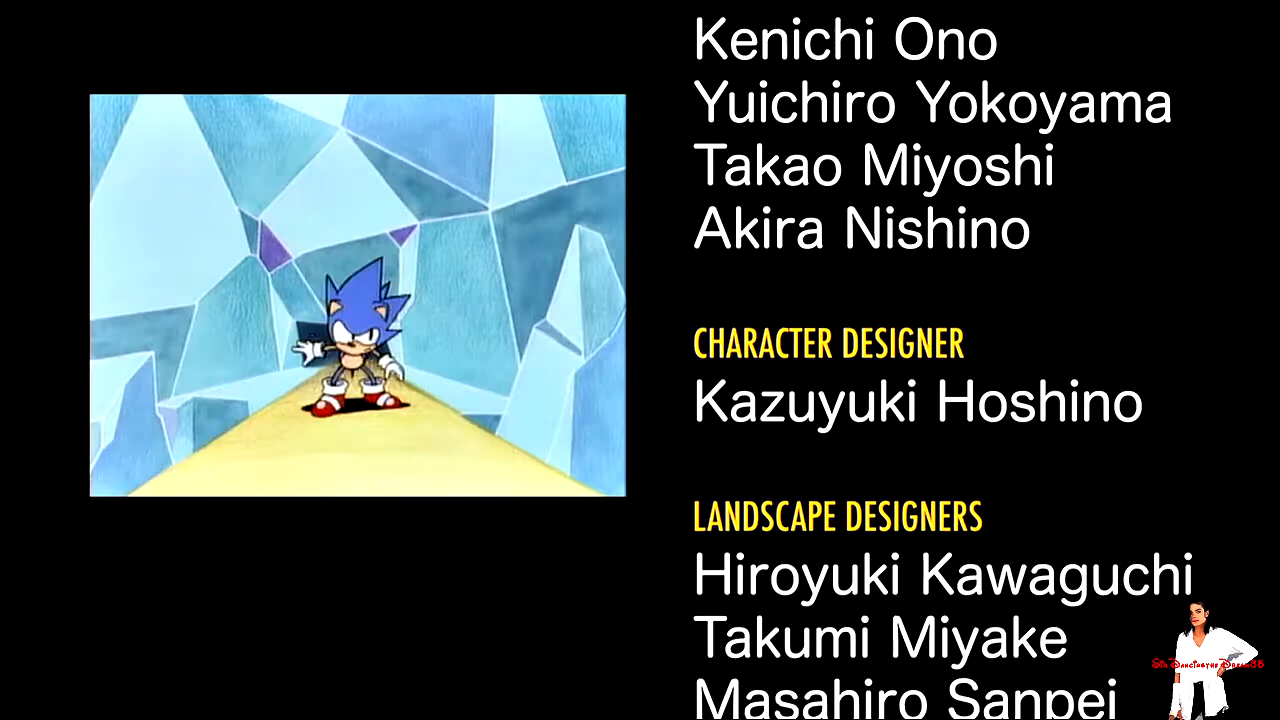 Kenichi Ono
Yuichiro Yokoyama
Takao Miyoshi
Akira Nishino
CHARACTER DESIGNER
Kazuyuki Hoshino
LANDSCAPE DESIGNERS
Hiroyuki Kawaguchi
Takumi Miyake
Masahiro Sanpei